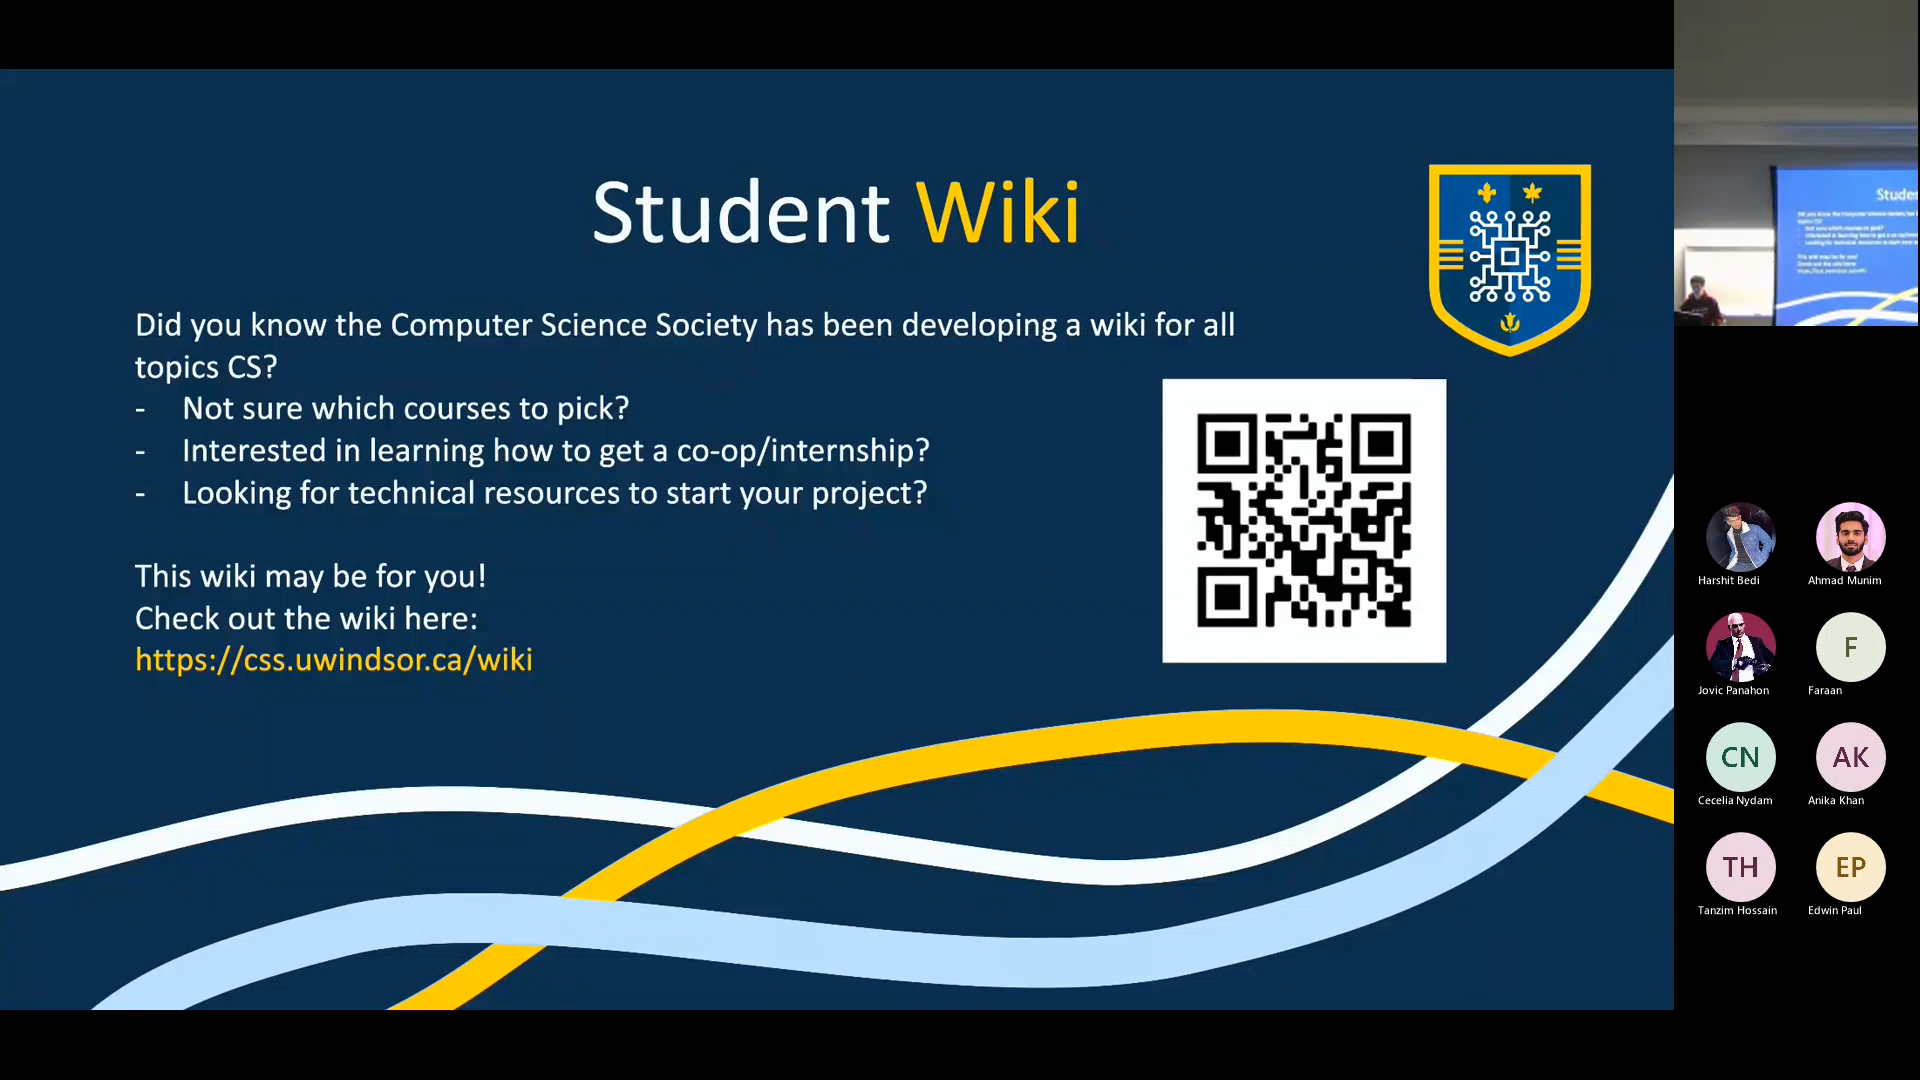 Student Wiki
Did you know the Computer Science Society has been developing a wiki for all
topics CS?
- Not sure which courses to pick?
- Interested in learning how to get a co-op/internship?
- Looking for technical resources to start your project?
This wiki may be for you!
Check out the wiki here:
https://css.uwindsor.ca/wiki
Harshit Bedi
Ahmad Munim
Jovic Panahon
F
Faraan
CN
Cecelia Nydam
AK
Anika Khan
TH
Tanzim Hossain
EP
Edwin Paul